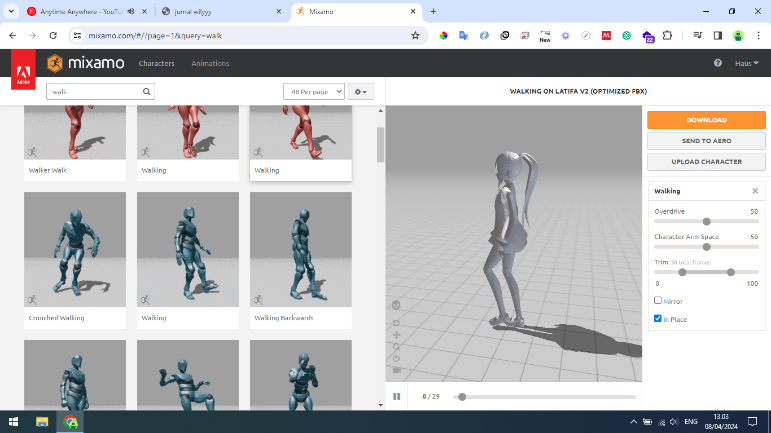 Anytime Anywhere - YouTu
jurnal wilyyy
Mixamo
mixamo.com/#/?page=1&query=walk
New
22
Adobe
mixamo
Characters
Animations
Haus
walk
48 Per page
WALKING ON LATIFA V2 (OPTIMIZED FBX)
Walker Walk
Walking
Walking
Crouched Walking
Walking
Walking Backwards
DOWNLOAD
SEND TO AERO
UPLOAD CHARACTER
Walking
Overdrive 50
Character Arm-Space 50
Trim 30 total frames
0 100
Mirror
In Place
0 / 29
ENG
13.03
08/04/2024